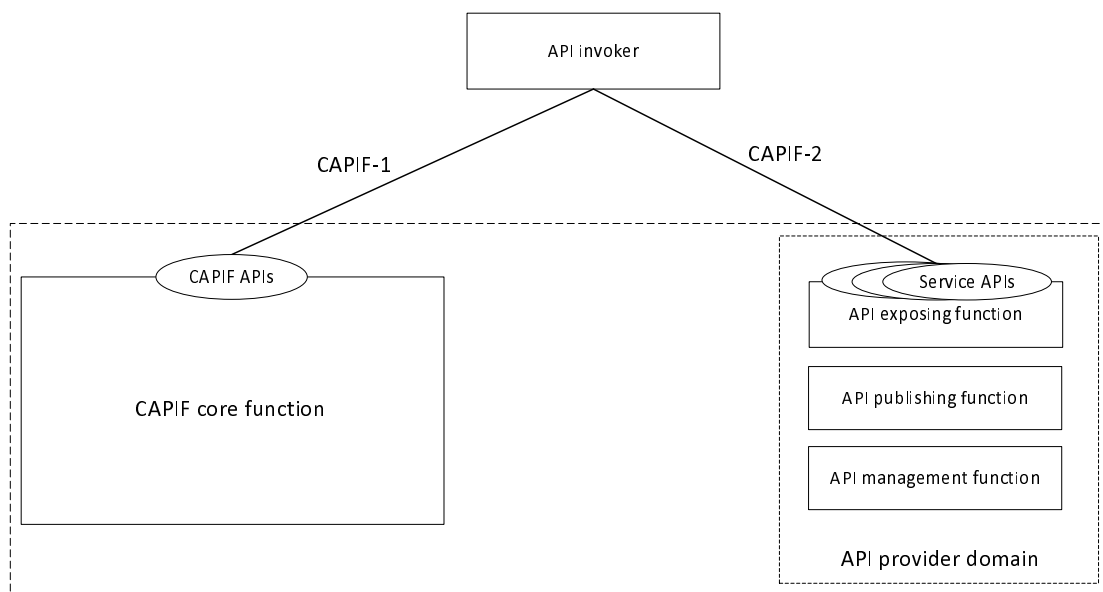 API invoker
CAPIF-1
CAPIF-2
CAPIF APIs
Service APIs
API exposing function
CAPIF core function
API publishing function
API management function
API provider domain